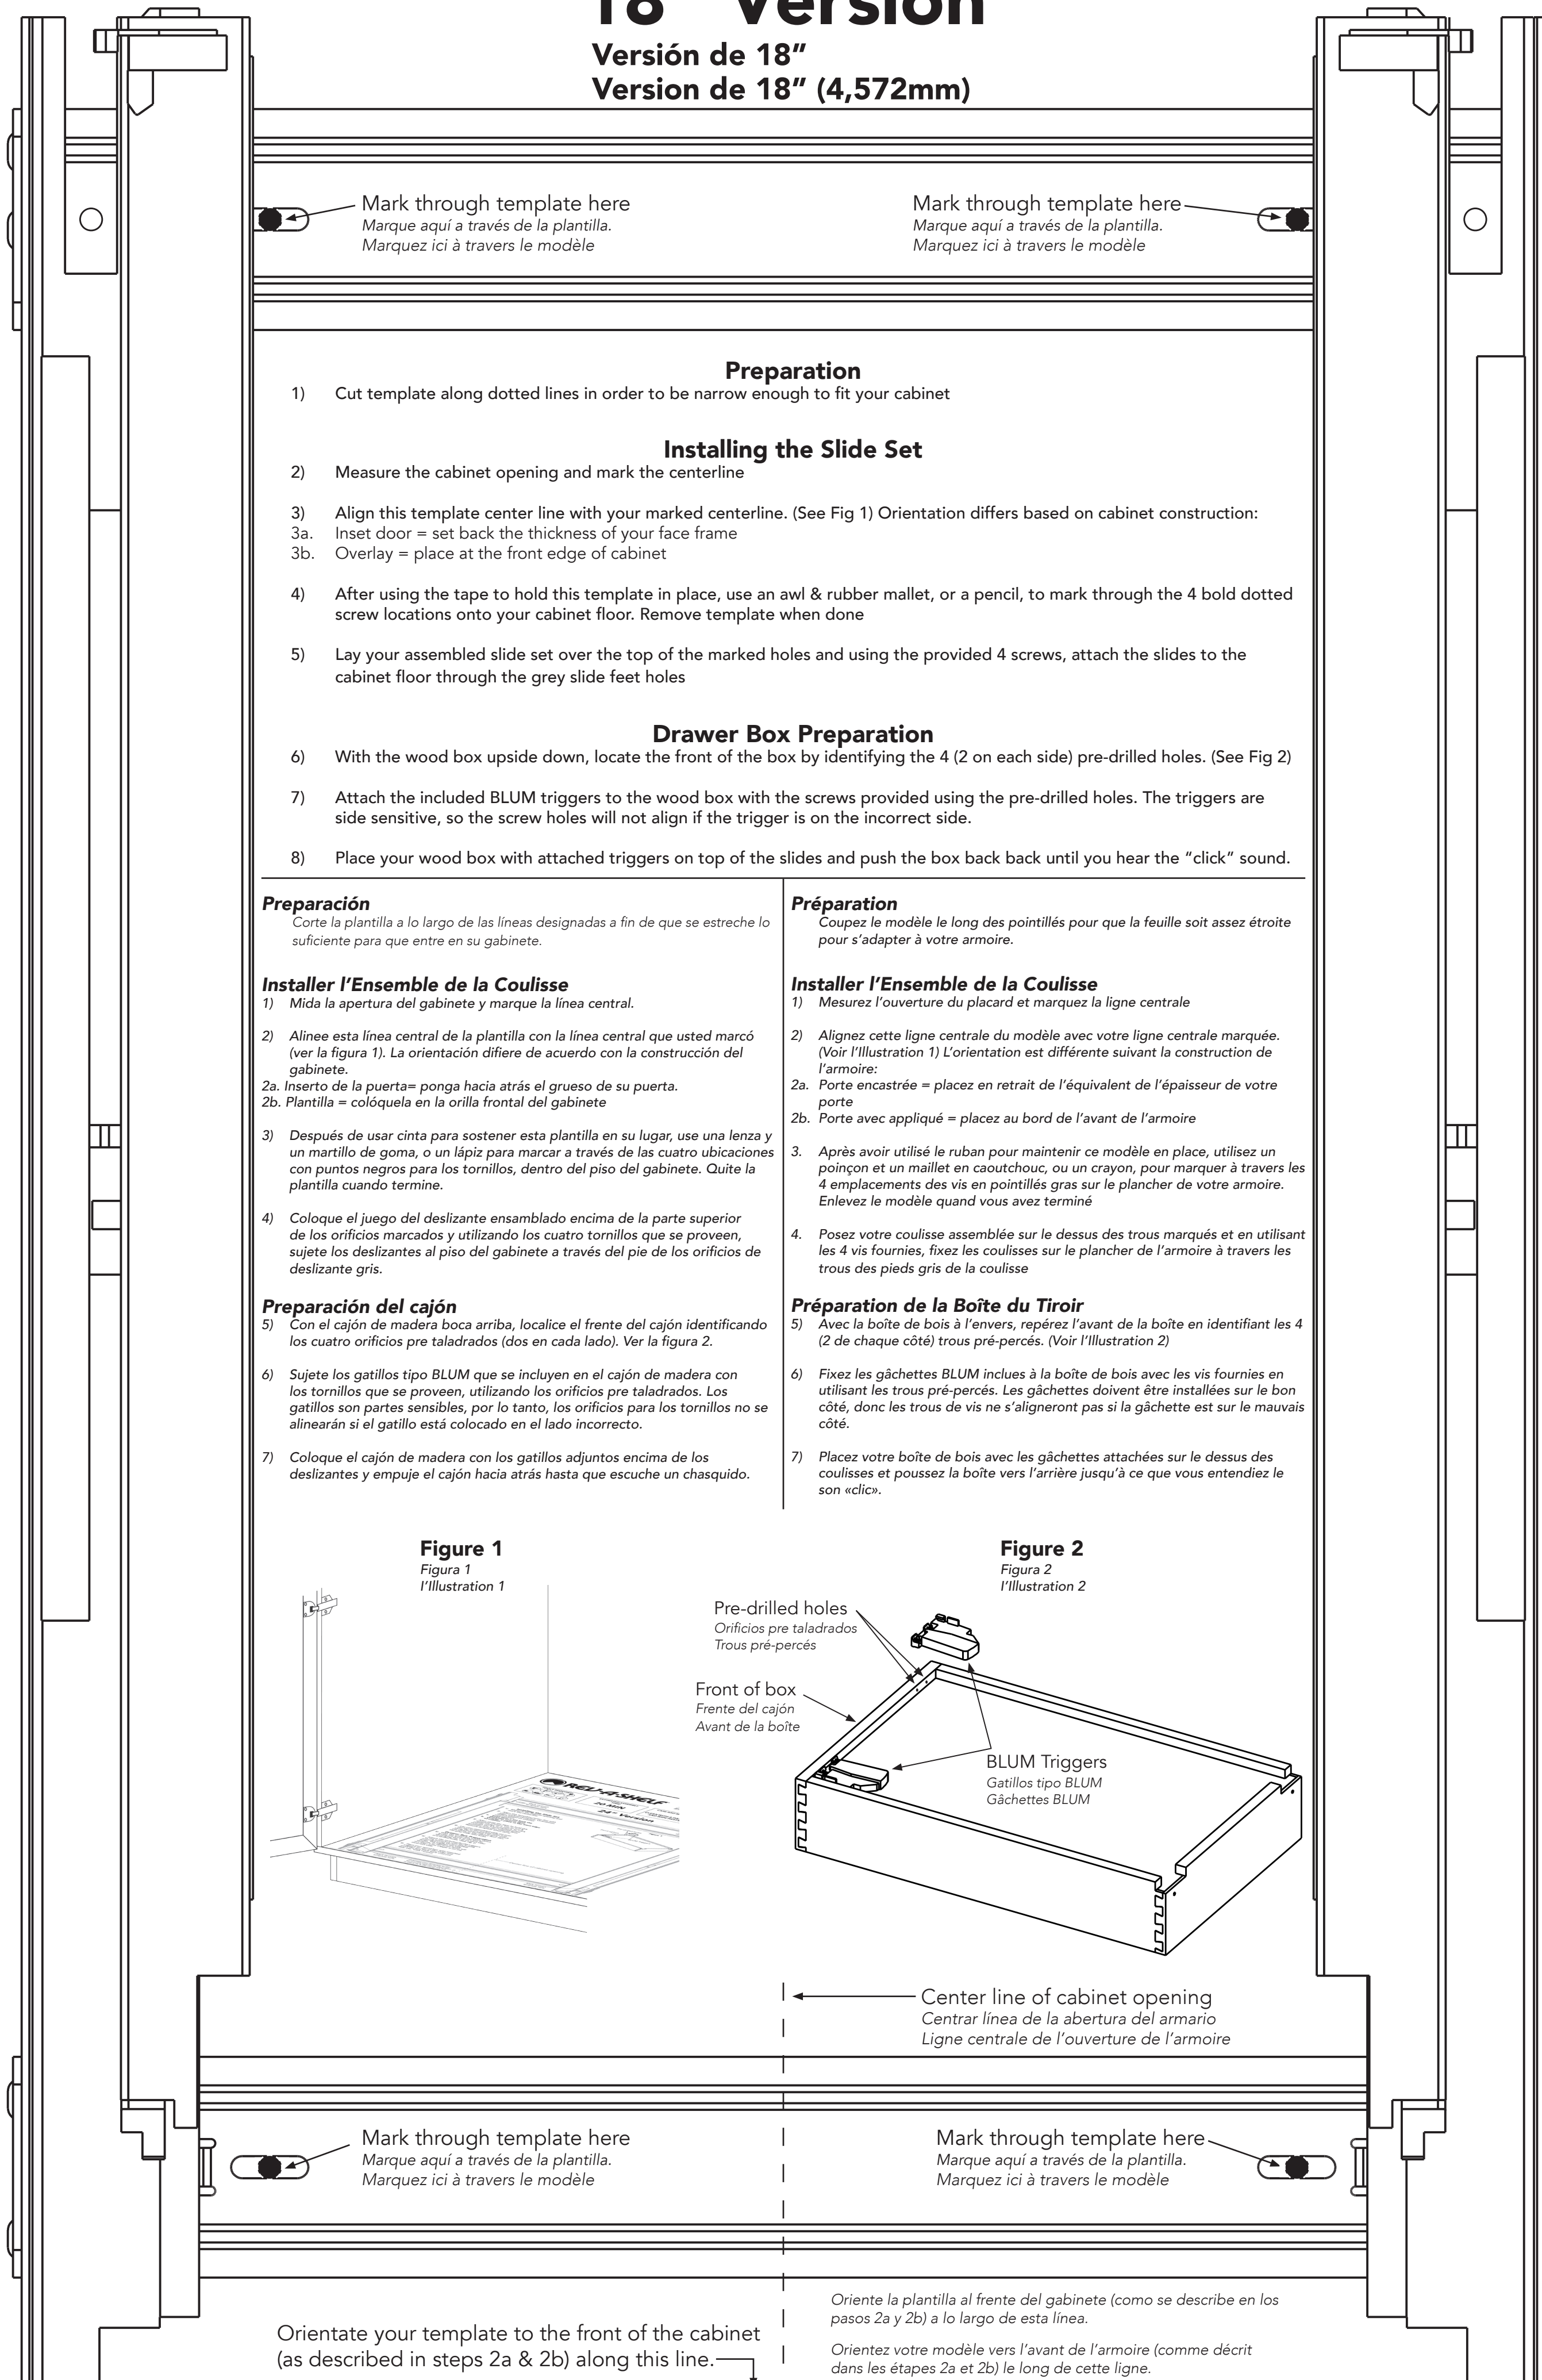 18" Version
Versión de 18”
Version de 18” (4,572mm)
Mark through template here
Marque aquí a través de la plantilla.
Marquez ici à travers le modèle
Mark through template here
Marque aquí a través de la plantilla.
Marquez ici à travers le modèle
Preparation
1) Cut template along dotted lines in order to be narrow enough to fit your cabinet
Installing the Slide Set
2) Measure the cabinet opening and mark the centerline
3) Align this template center line with your marked centerline. (See Fig 1) Orientation differs based on cabinet construction:
3a. Inset door = set back the thickness of your face frame
3b. Overlay = place at the front edge of cabinet
4) After using the tape to hold this template in place, use an awl & rubber mallet, or a pencil, to mark through the 4 bold dotted
screw locations onto your cabinet floor. Remove template when done
5) Lay your assembled slide set over the top of the marked holes and using the provided 4 screws, attach the slides to the
cabinet floor through the grey slide feet holes
Drawer Box Preparation
6) With the wood box upside down, locate the front of the box by identifying the 4 (2 on each side) pre-drilled holes. (See Fig 2)
7) Attach the included BLUM triggers to the wood box with the screws provided using the pre-drilled holes. The triggers are
side sensitive, so the screw holes will not align if the trigger is on the incorrect side.
8) Place your wood box with attached triggers on top of the slides and push the box back back until you hear the “click” sound.
Preparación
Corte la plantilla a lo largo de las líneas designadas a fin de que se estreche lo
suficiente para que entre en su gabinete.
Installer l’Ensemble de la Coulisse
1) Mida la apertura del gabinete y marque la línea central.
2) Alinee esta línea central de la plantilla con la línea central que usted marcó
(ver la figura 1). La orientación difiere de acuerdo con la construcción del
gabinete.
2a. Inserto de la puerta= ponga hacia atrás el grueso de su puerta.
2b. Plantilla = colóquela en la orilla frontal del gabinete
3) Después de usar cinta para sostener esta plantilla en su lugar, use una lenza y
un martillo de goma, o un lápiz para marcar a través de las cuatro ubicaciones
con puntos negros para los tornillos, dentro del piso del gabinete. Quite la
plantilla cuando termine.
4) Coloque el juego del deslizante ensamblado encima de la parte superior
de los orificios marcados y utilizando los cuatro tornillos que se proveen,
sujete los deslizantes al piso del gabinete a través del pie de los orificios de
deslizante gris.
Preparación del cajón
5) Con el cajón de madera boca arriba, localice el frente del cajón identificando
los cuatro orificios pre taladrados (dos en cada lado). Ver la figura 2.
6) Sujete los gatillos tipo BLUM que se incluyen en el cajón de madera con
los tornillos que se proveen, utilizando los orificios pre taladrados. Los
gatillos son partes sensibles, por lo tanto, los orificios para los tornillos no se
alinearán si el gatillo está colocado en el lado incorrecto.
7) Coloque el cajón de madera con los gatillos adjuntos encima de los
deslizantes y empuje el cajón hacia atrás hasta que escuche un chasquido.
Préparation
Coupez le modèle le long des pointillés pour que la feuille soit assez étroite
pour s’adapter à votre armoire.
Installer l’Ensemble de la Coulisse
1) Mesurez l’ouverture du placard et marquez la ligne centrale
2) Alignez cette ligne centrale du modèle avec votre ligne centrale marquée.
(Voir l’Illustration 1) L’orientation est différente suivant la construction de
l’armoire:
2a. Porte encastrée = placez en retrait de l’équivalent de l’épaisseur de votre
porte
2b. Porte avec appliqué = placez au bord de l’avant de l’armoire
3. Après avoir utilisé le ruban pour maintenir ce modèle en place, utilisez un
poinçon et un maillet en caoutchouc, ou un crayon, pour marquer à travers les
4 emplacements des vis en pointillés gras sur le plancher de votre armoire.
Enlevez le modèle quand vous avez terminé
4. Posez votre coulisse assemblée sur le dessus des trous marqués et en utilisant
les 4 vis fournies, fixez les coulisses sur le plancher de l’armoire à travers les
trous des pieds gris de la coulisse
Préparation de la Boîte du Tiroir
5) Avec la boîte de bois à l’envers, repérez l’avant de la boîte en identifiant les 4
(2 de chaque côté) trous pré-percés. (Voir l’Illustration 2)
6) Fixez les gâchettes BLUM inclues à la boîte de bois avec les vis fournies en
utilisant les trous pré-percés. Les gâchettes doivent être installées sur le bon
côté, donc les trous de vis ne s’aligneront pas si la gâchette est sur le mauvais
côté.
7) Placez votre boîte de bois avec les gâchettes attachées sur le dessus des
coulisses et poussez la boîte vers l’arrière jusqu’à ce que vous entendiez le
son «clic».
Figure 1
Figura 1
l’Illustration 1
REV-A-SHELF
20 MIN
24" Version
Figure 2
Figura 2
l’Illustration 2
Pre-drilled holes
Orificios pre taladrados
Trous pré-percés
Front of box
Frente del cajón
Avant de la boîte
BLUM Triggers
Gatillos tipo BLUM
Gâchettes BLUM
Center line of cabinet opening
Centrar línea de la abertura del armario
Ligne centrale de l’ouverture de l’armoire
Mark through template here
Marque aquí a través de la plantilla.
Marquez ici à travers le modèle
Mark through template here
Marque aquí a través de la plantilla.
Marquez ici à travers le modèle
Orientate your template to the front of the cabinet
(as described in steps 2a & 2b) along this line.
Oriente la plantilla al frente del gabinete (como se describe en los
pasos 2a y 2b) a lo largo de esta línea.
Orientez votre modèle vers l’avant de l’armoire (comme décrit
dans les étapes 2a et 2b) le long de cette ligne.